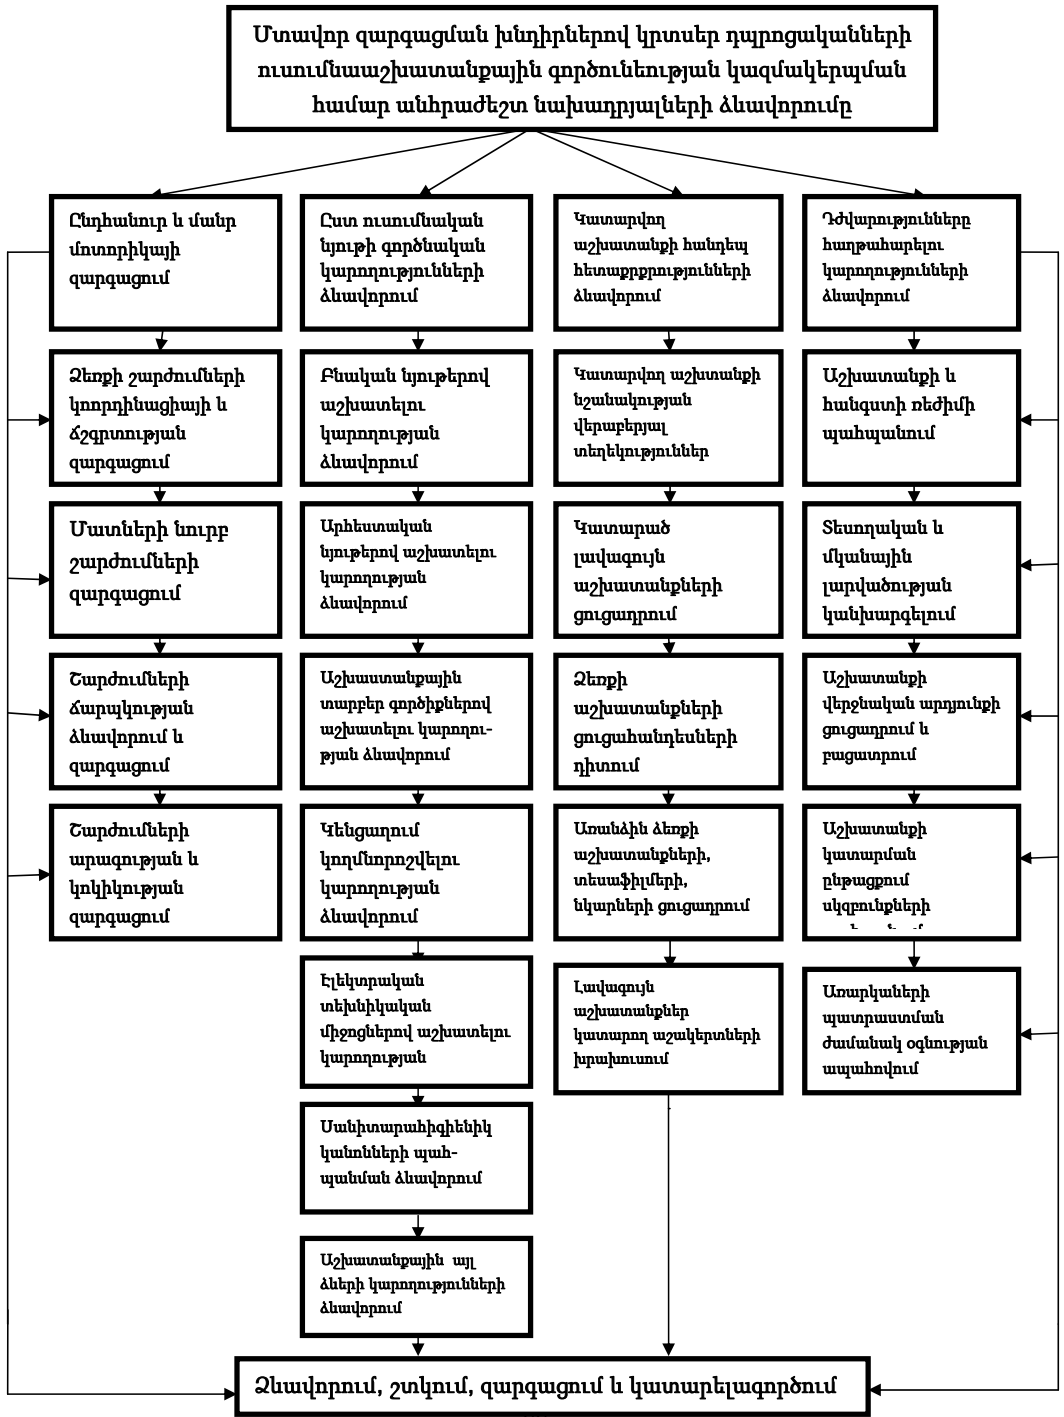 Մտավոր զարգացման խնդիրներով կրտսեր դպրոցականների
ուսումնաաշխատանքային գործունեության կազմակերպման
համար անհրաժեշտ նախադրյալների ձևավորումը
Ընդհանուր և մանր
մոտորիկայի
զարգացում
Ձեռքի շարժումների
կոորդինացիայի և
ճշգրտության
զարգացում
Մատների նուրբ
շարժումների
զարգացում
Շարժումների
ճարպկության
ձևավորում և
զարգացում
Շարժումների
արագության և
կոկիկության
զարգացում
Ըստ ուսումնական
նյութի գործնական
կարողությունների
ձևավորում
Բնական նյութերով
աշխատելու
կարողության
ձևավորում
Արհեստական
նյութերով աշխատելու
կարողության
ձևավորում
Աշխաստանքային
տարբեր գործիքներով
աշխատելու կարողու-
թյան ձևավորում
Կենցաղում
կողմնորոշվելու
կարողության
ձևավորում
Էլեկտրական
տեխնիկական
միջոցներով աշխատելու
կարողության
Սանիտարահիգիենիկ
կանոնների պահ-
պանման ձևավորում
Աշխատանքային այլ
ձևերի կարողությունների
ձևավորում
Կատարվող
աշխատանքի հանդեպ
հետաքրքրությունների
ձևավորում
Կատարվող աշխտանքի
նշանակության
վերաբերյալ
տեղեկություններ
Կատարած
լավագույն
աշխատանքների
ցուցադրում
Ձեռքի
աշխատանքների
ցուցահանդեսների
դիտում
Առանձին ձեռքի
աշխատանքների,
տեսաֆիլմերի,
նկարների ցուցադրում
Լավագույն
աշխատանքներ
կատարող աշակերտների
խրախուսում
Դժվարությունները
հաղթահարելու
կարողությունների
ձևավորում
Աշխատանքի և
հանգստի ռեժիմի
պահպանում
Տեսողական և
մկանային
լարվածության
կանխարգելում
Աշխատանքի
վերջնական արդյունքի
ցուցադրում և
բացատրում
Աշխատանքի
կատարման
ընթացքում
սկզբունքների
Առարկաների
պատրաստման
ժամանակ օգնության
ապահովում
Ձևավորում, շտկում, զարգացում և կատարելագործում